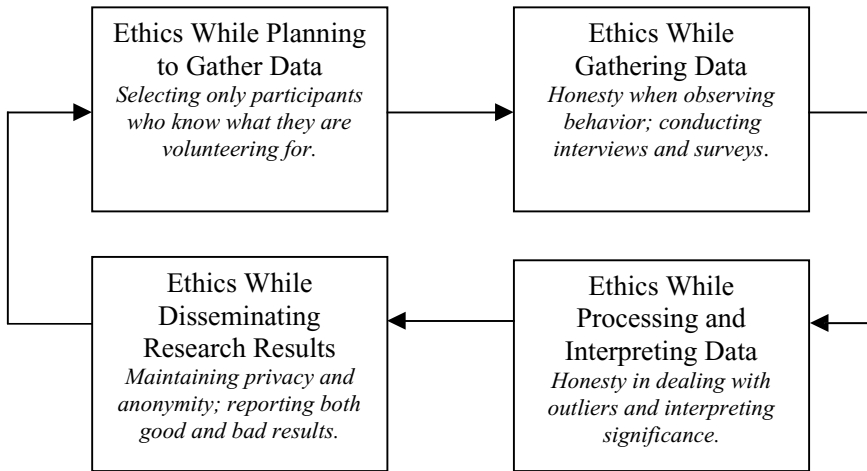 Ethics While Planning
to Gather Data
Selecting only participants
who know what they are
volunteering for.
Ethics While
Gathering Data
Honesty when observing
behavior; conducting
interviews and surveys.
Ethics While
Disseminating
Research Results
Maintaining privacy and
anonymity; reporting both
good and bad results.
Ethics While
Processing and
Interpreting Data
Honesty in dealing with
outliers and interpreting
significance.